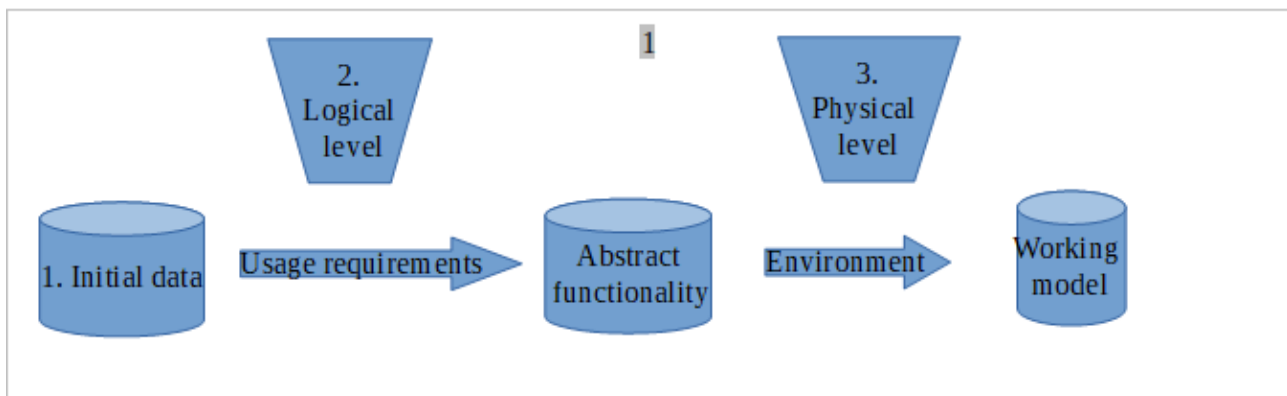 1
2.
Logical
level
3.
Physical
level
1. Initial data
Usage requirements
Abstract
functionality
Environment
Working
model